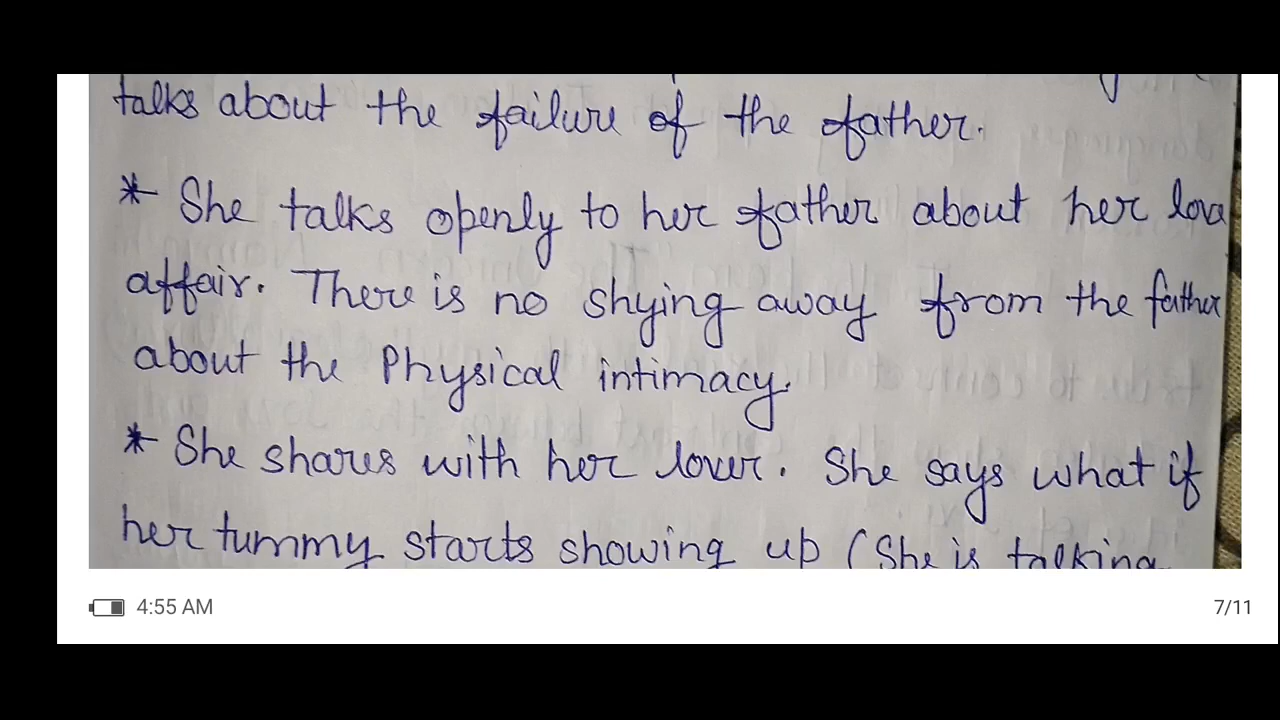 talks about the failure of the father.
* She talks openly to her father about her love
affair. There is no shying away from the father
about the Physical intimacy.
* She shares with her lover. She says what if
her tummy starts showing up (She is talking
4:55 AM
7/11